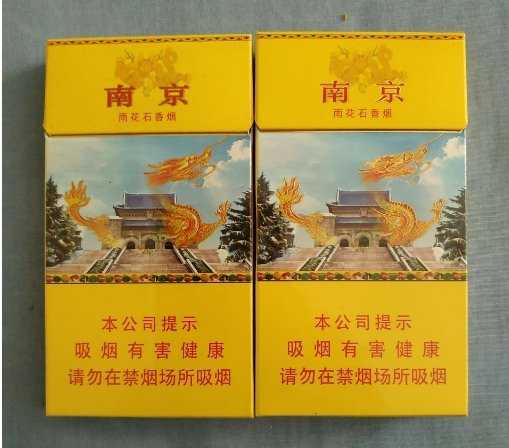 南京
雨花石香烟
本公司提示
吸烟有害健康
请勿在禁烟场所吸烟
南京
雨花石香烟
本公司提示
吸烟有害健康
请勿在禁烟场所吸烟